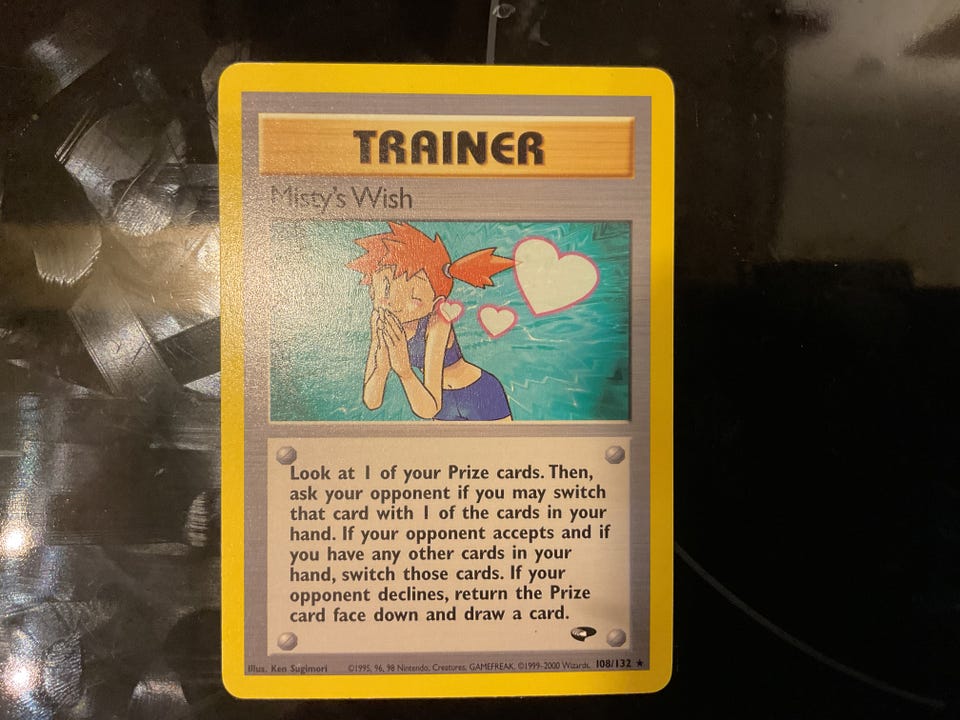 TRAINER
Misty's Wish
Look at 1 of your Prize cards. Then,
ask your opponent if you may switch
that card with 1 of the cards in your
hand. If your opponent accepts and if
you have any other cards in your
hand, switch those cards. If your
opponent declines, return the Prize
card face down and draw a card.
Illus. Ken Sugimori ©1995, 96, 98 Nintendo, Creatures, GAMEFREAK. ©1999-2000 Wizards. 108/132 ★